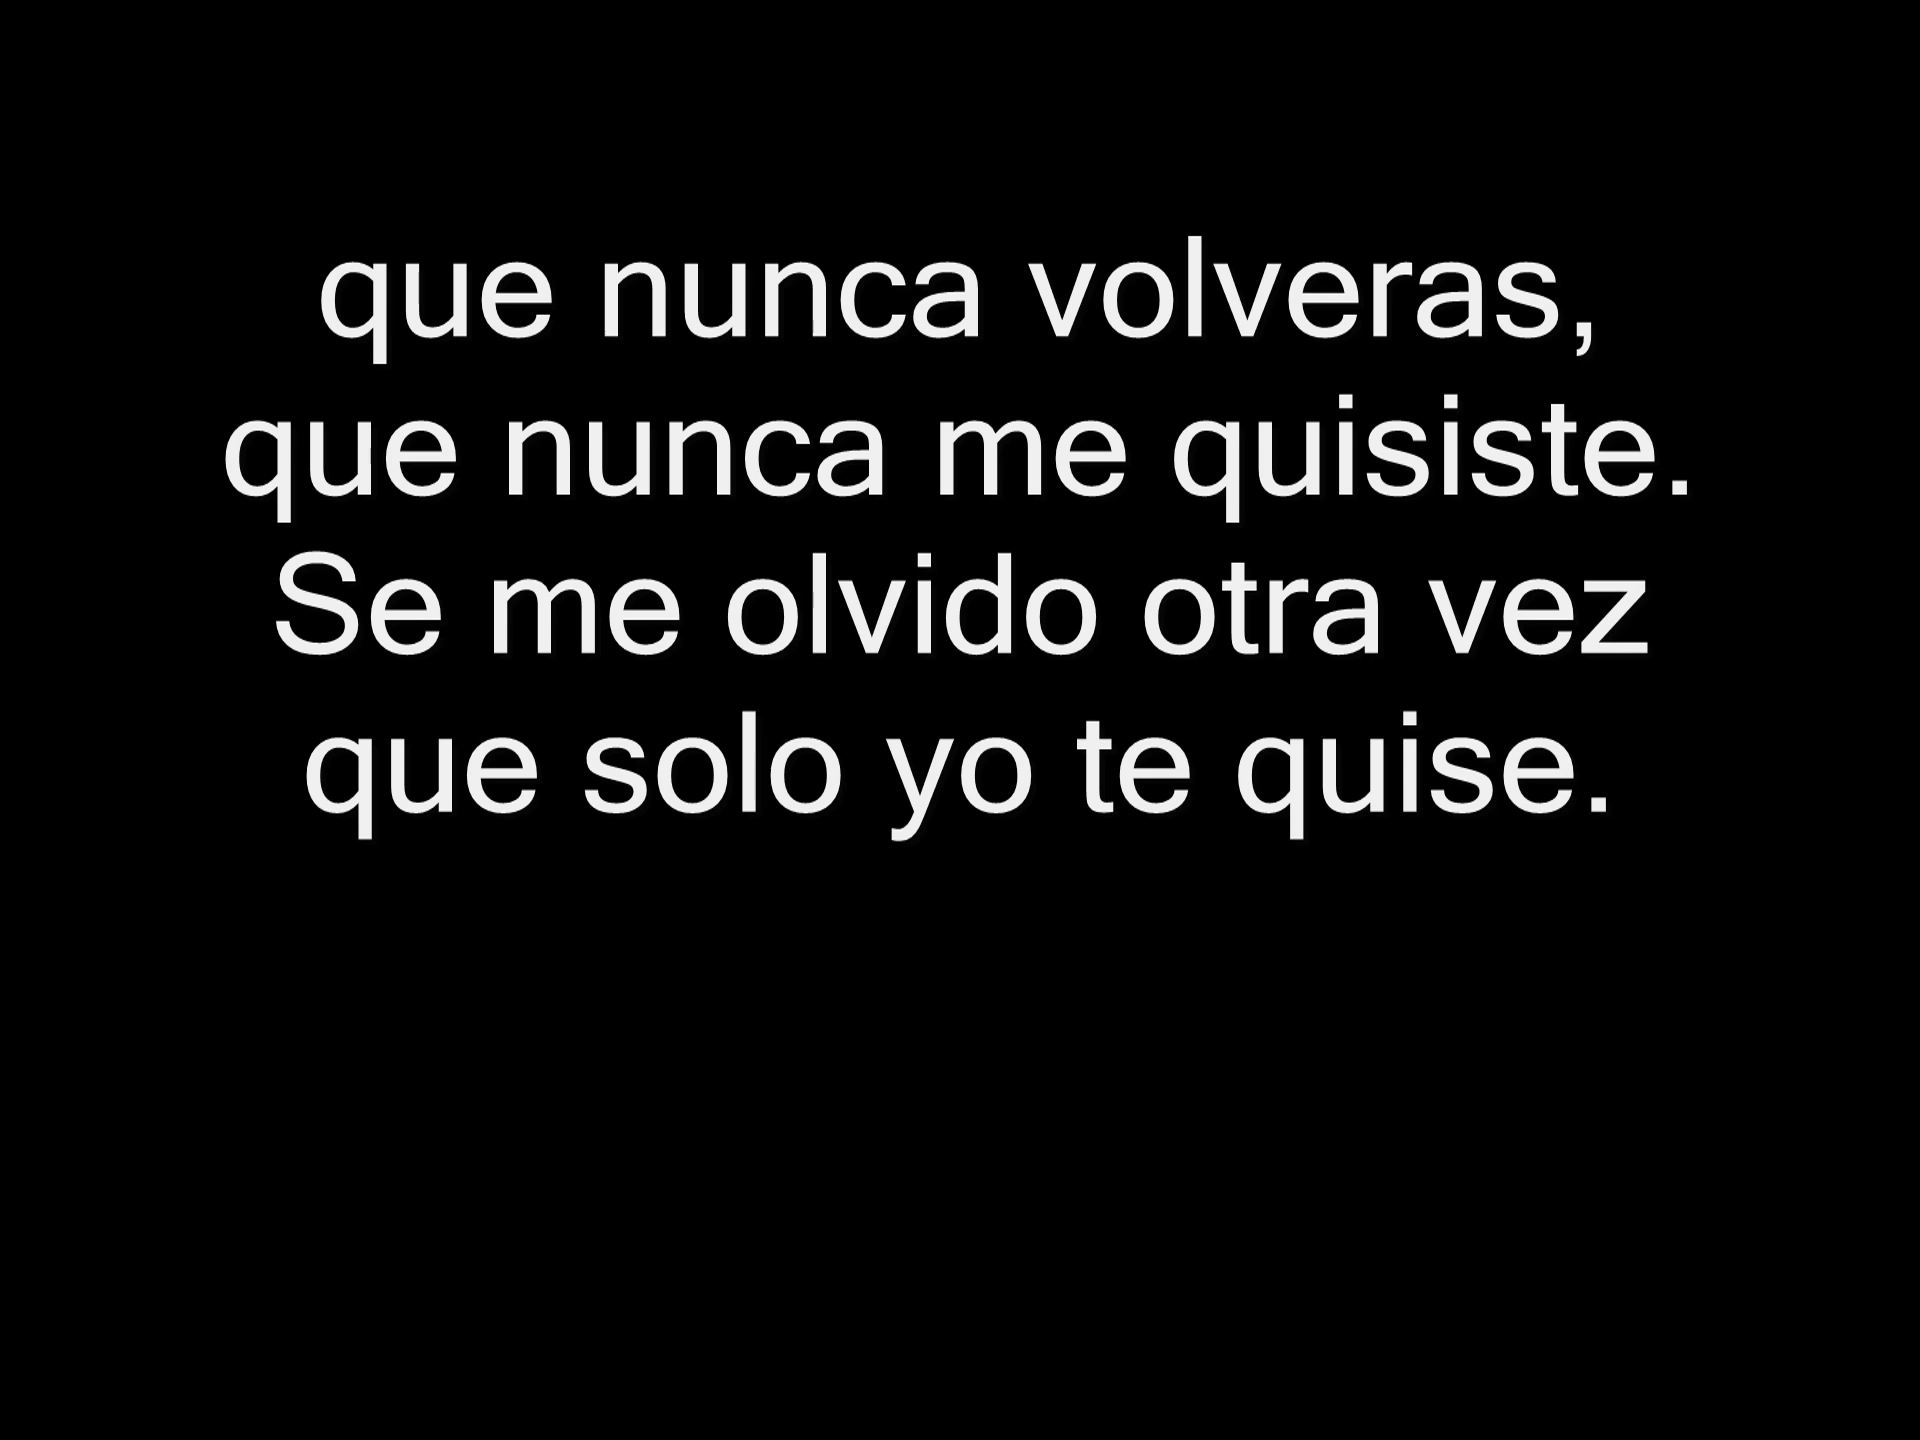 que nunca volveras,
que nunca me quisiste.
Se me olvido otra vez
que solo yo te quise.